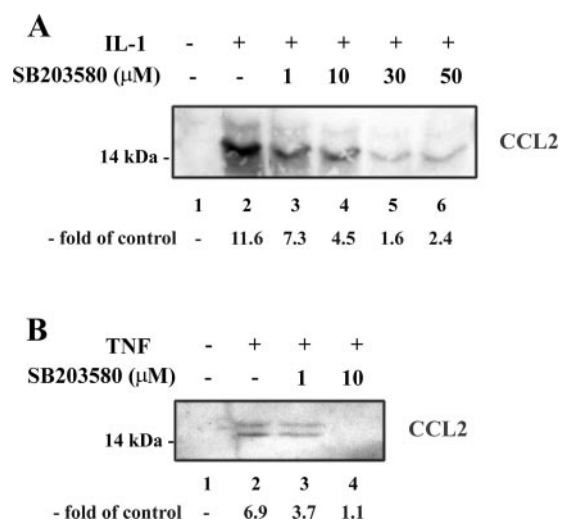 A
IL-1 - + + + + +
SB203580 (μM) - - 1 10 30 50
14 kDa - CCL2
1 2 3 4 5 6
- fold of control - 11.6 7.3 4.5 1.6 2.4
B
TNF - + + +
SB203580 (μM) - - 1 10
14 kDa - CCL2
1 2 3 4
- fold of control - 6.9 3.7 1.1